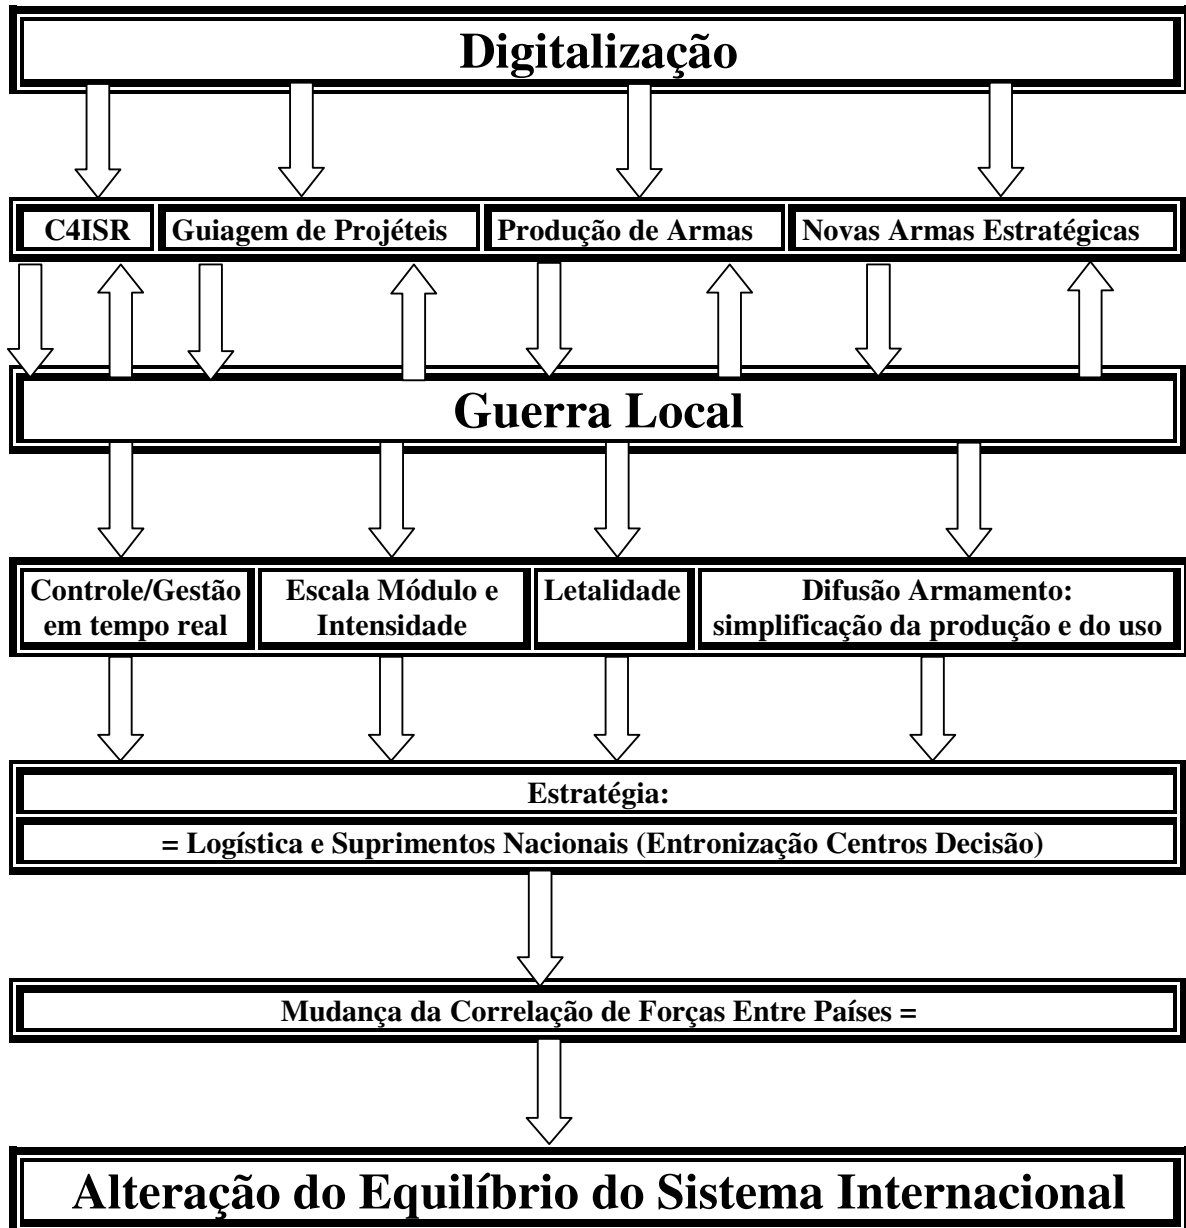 Digitalização
C4ISR Guiagem de Projéteis Produção de Armas Novas Armas Estratégicas
Guerra Local
Controle/Gestão
em tempo real
Escala Módulo e
Intensidade
Letalidade
Difusão Armamento:
simplificação da produção e do uso
Estratégia:
= Logística e Suprimentos Nacionais (Entronização Centros Decisão)
Mudança da Correlação de Forças Entre Países =
Alteração do Equilíbrio do Sistema Internacional